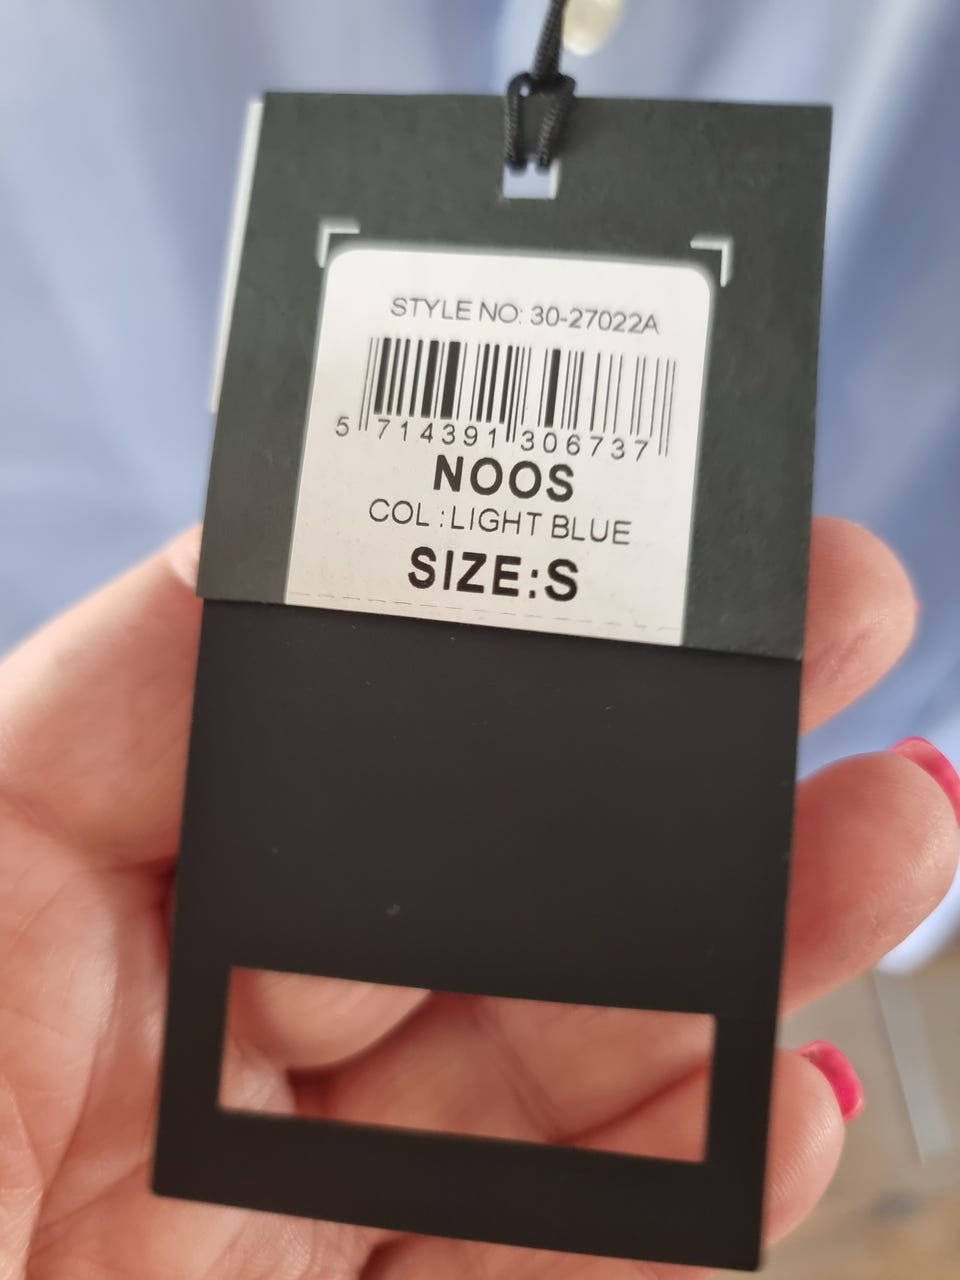 STYLE NO: 30-27022A
5 714391 306737
NOOS
COL :LIGHT BLUE
SIZE:S